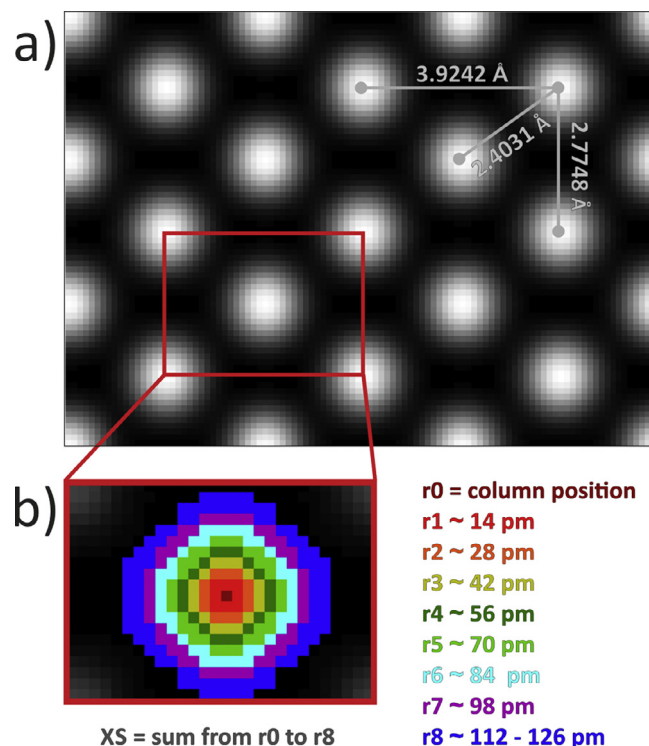 a)
3.9242 Å
2.4031 Å
2.7748 Å
b)
r0 = column position
r1 ~ 14 pm
r2 ~ 28 pm
r3 ~ 42 pm
r4 ~ 56 pm
r5 ~ 70 pm
r6 ~ 84 pm
r7 ~ 98 pm
r8 ~ 112 - 126 pm
XS = sum from r0 to r8